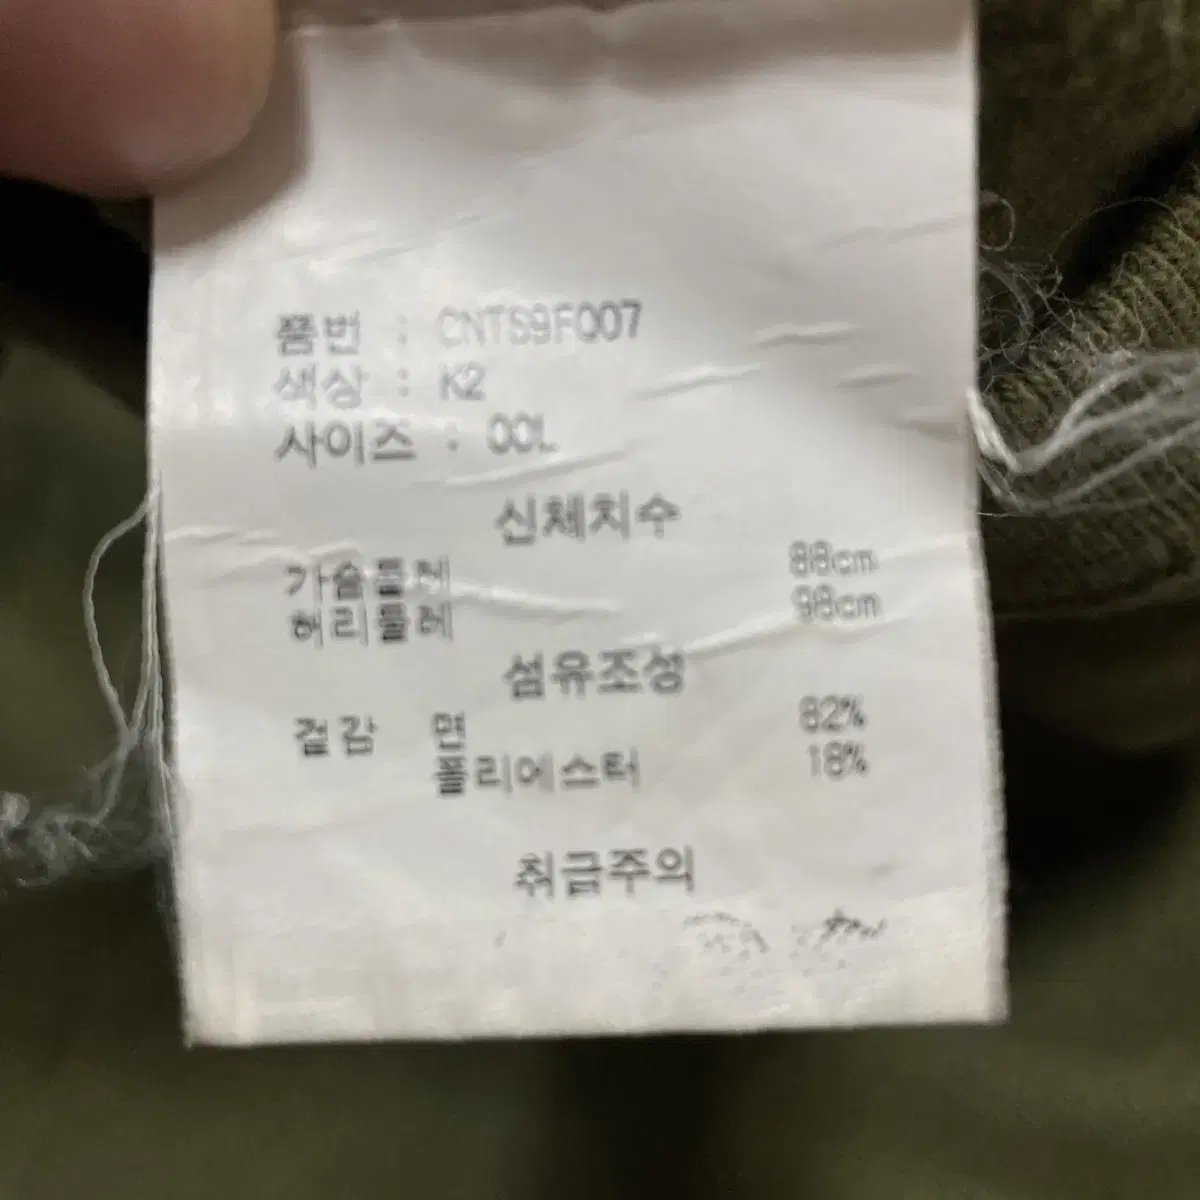 품번 : CNTS9F007
색상 : K2
사이즈 : 00L
신체치수
가슴둘레 88cm
허리둘레 98cm
섬유조성
겉감 면 82%
폴리에스터 18%
취급주의